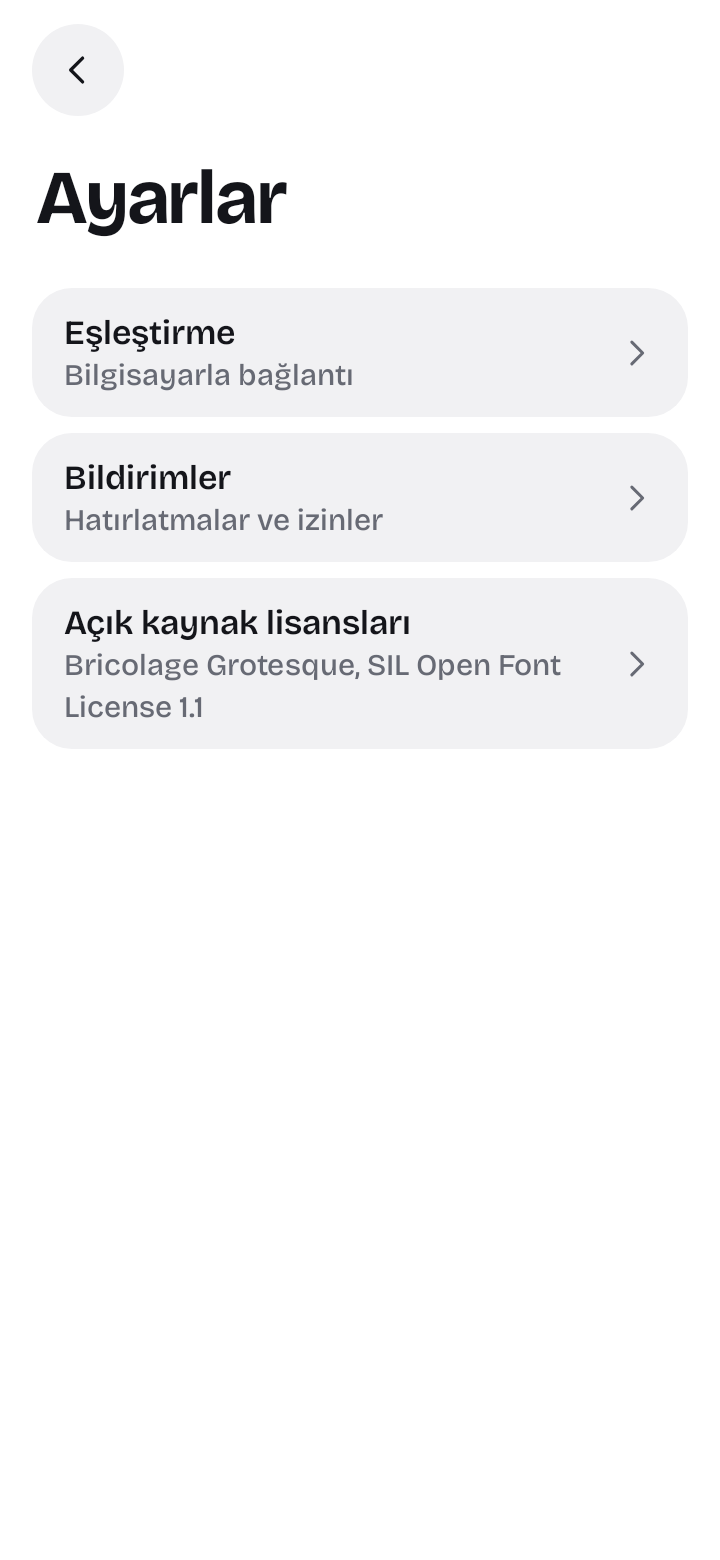 Ayarlar
Eşleştirme
Bilgisayarla bağlantı
Bildirimler
Hatırlatmalar ve izinler
Açık kaynak lisansları
Bricolage Grotesque, SIL Open Font
License 1.1